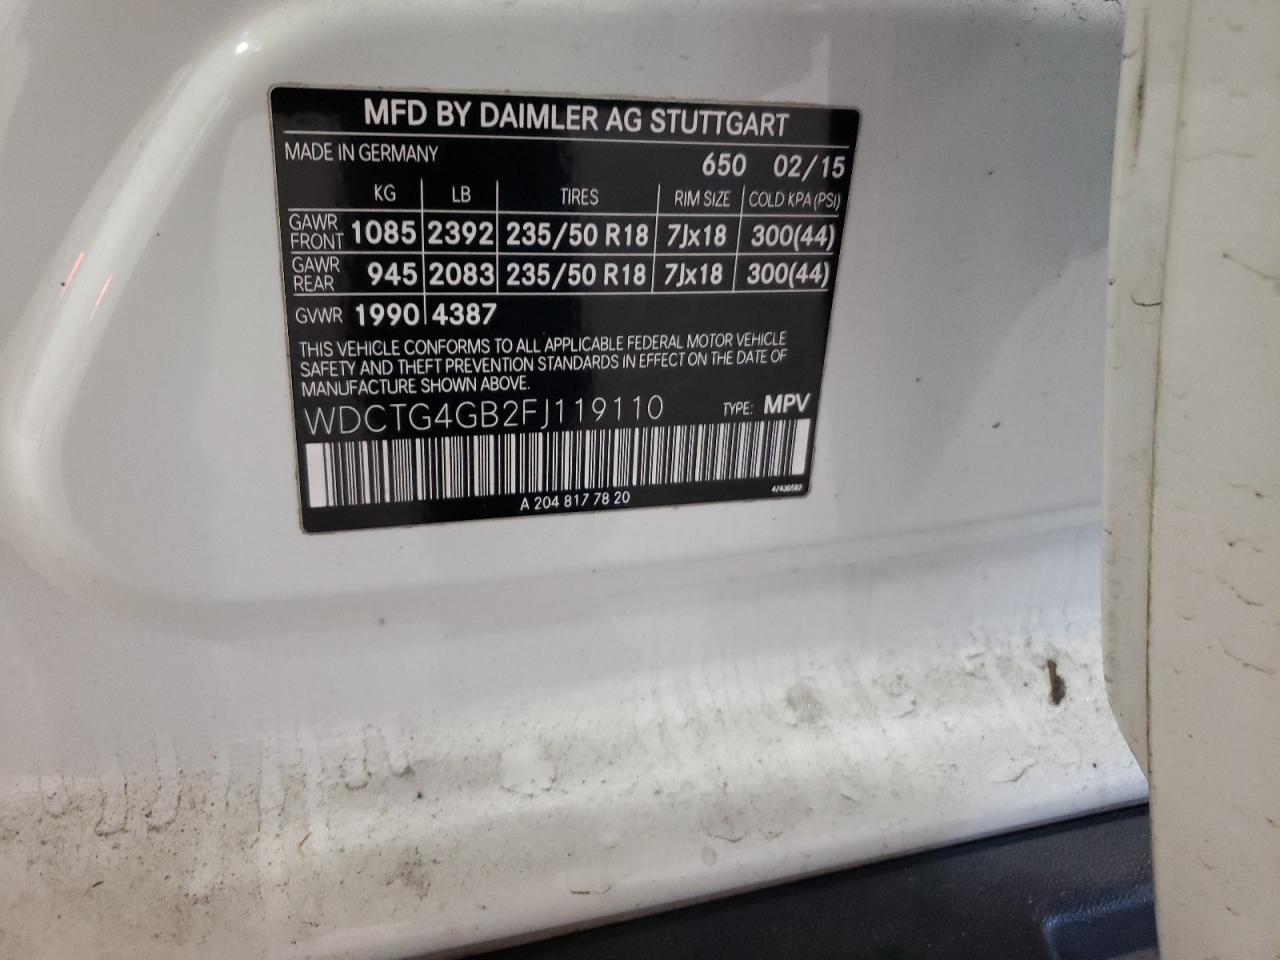 MFD BY DAIMLER AG STUTTGART
MADE IN GERMANY 650 02/15
KG LB TIRES RIM SIZE COLD KPA (PSI)
GAWR FRONT 1085 2392 235/50 R18 7Jx18 300(44)
GAWR REAR 945 2083 235/50 R18 7Jx18 300(44)
GVWR 1990 4387
THIS VEHICLE CONFORMS TO ALL APPLICABLE FEDERAL MOTOR VEHICLE
SAFETY AND THEFT PREVENTION STANDARDS IN EFFECT ON THE DATE OF
MANUFACTURE SHOWN ABOVE.
WDCTG4GB2FJ119110 TYPE: MPV
A 204 817 78 20